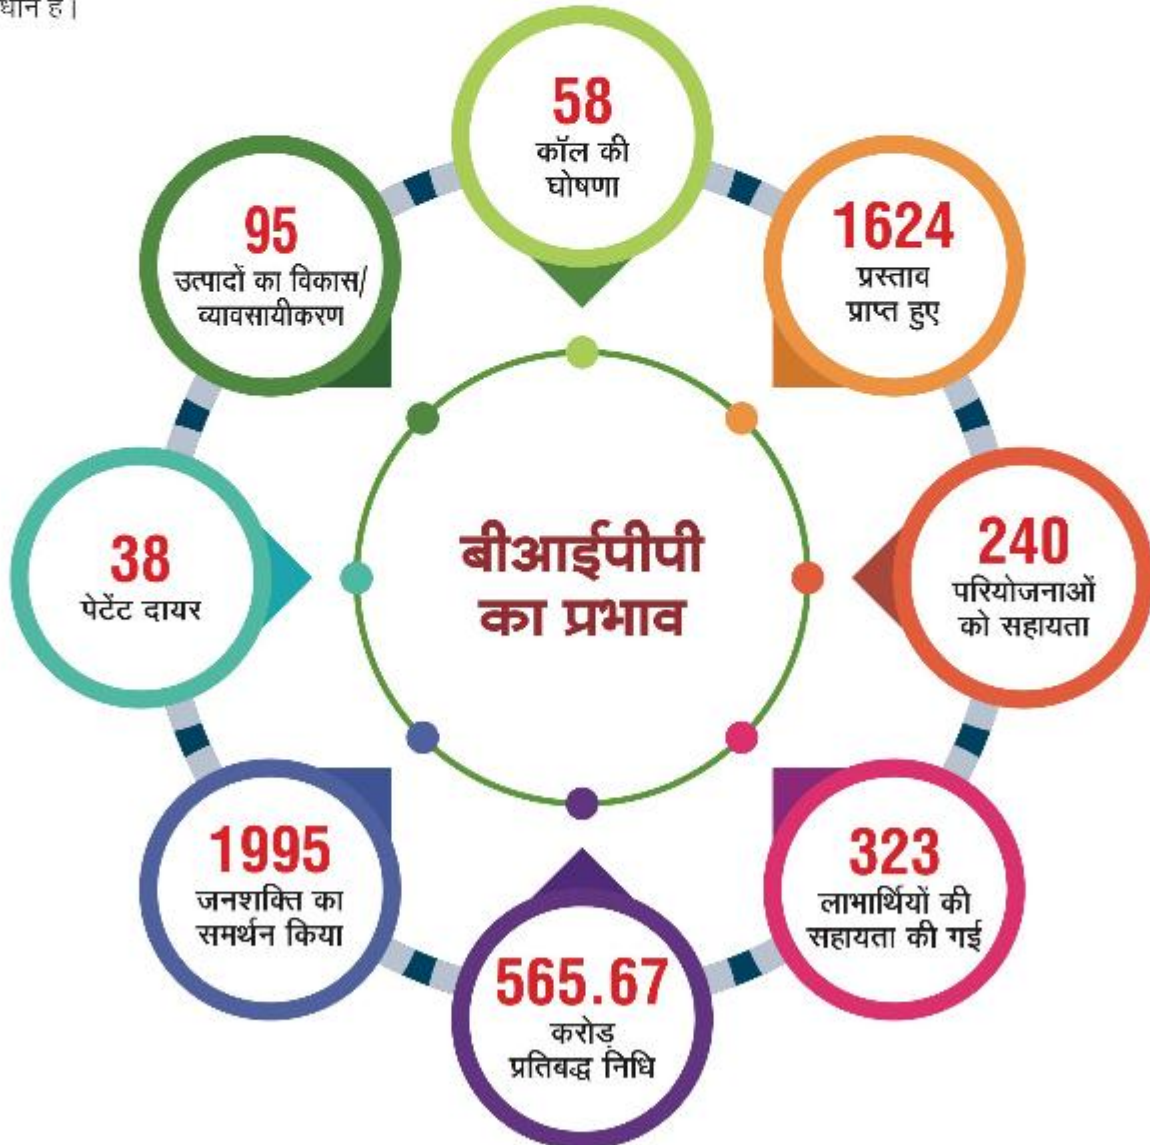 है।
बीआईपीपी
का प्रभाव
58
कॉल की
घोषणा
1624
प्रस्ताव
प्राप्त हुए
240
परियोजनाओं
को सहायता
323
लाभार्थियों की
सहायता की गई
565.67
करोड़
प्रतिबद्ध निधि
1995
जनशक्ति का
समर्थन किया
38
पेटेंट दायर
95
उत्पादों का विकास/
व्यावसायीकरण